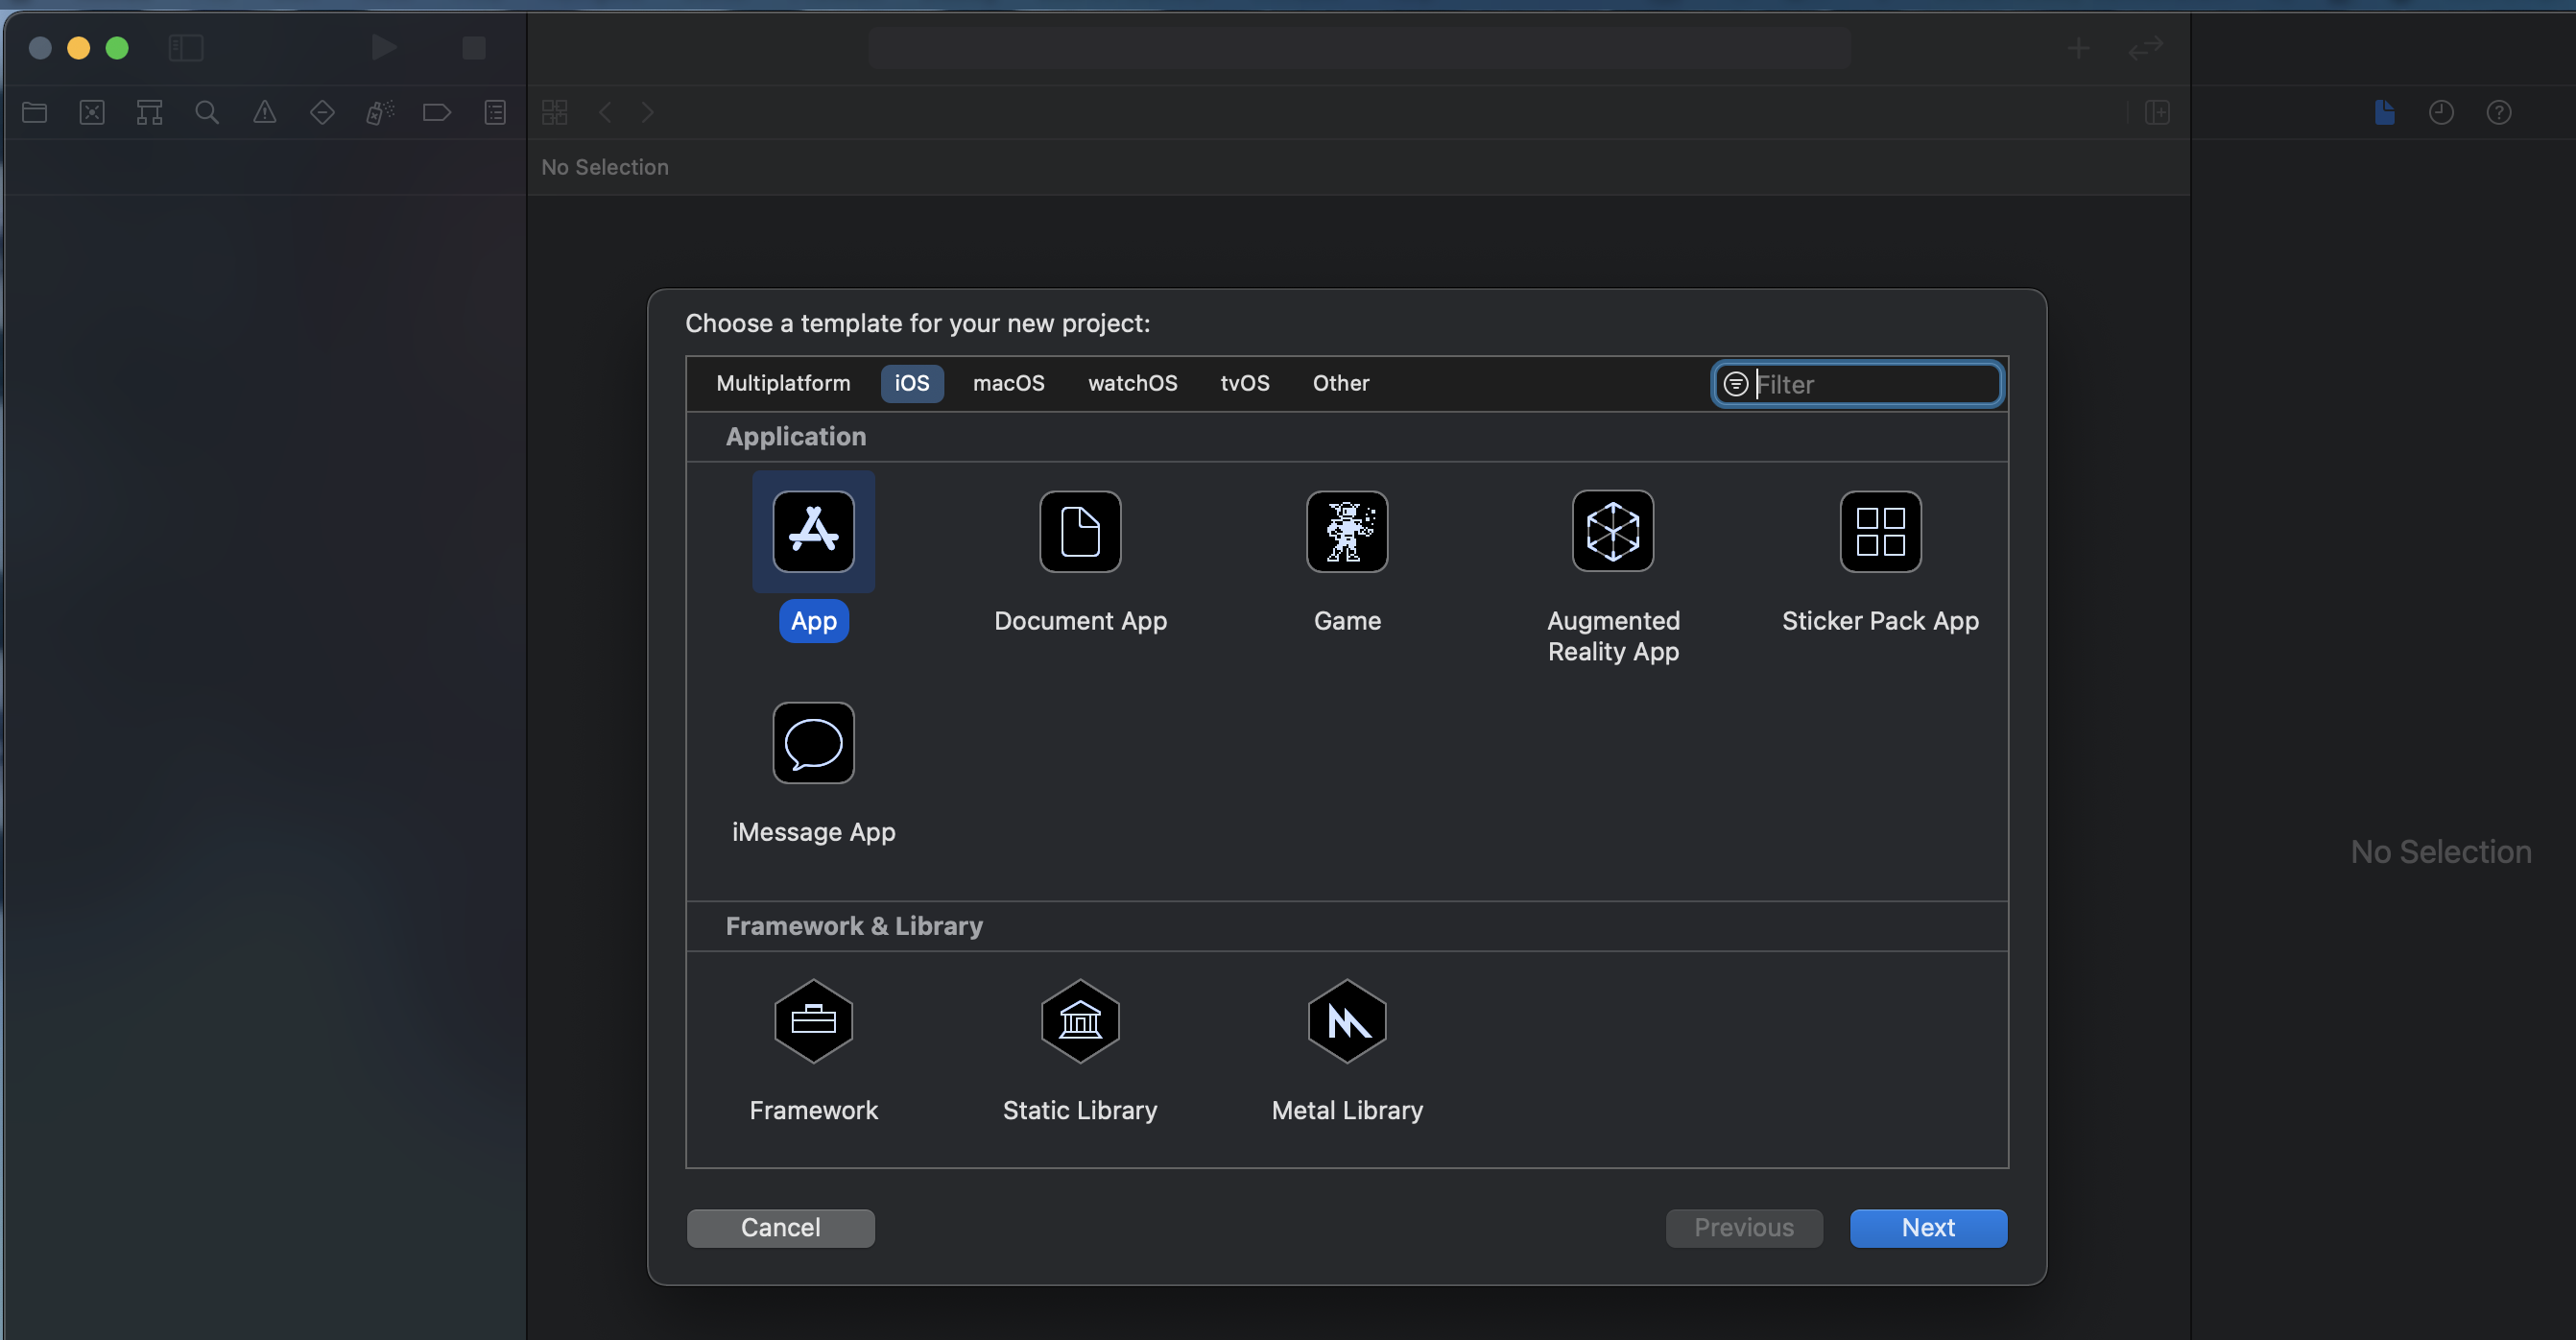 No Selection
Choose a template for your new project:
Multiplatform iOS macOS watchOS tvOS Other Filter
Application
App Document App Game Augmented Reality App Sticker Pack App
iMessage App
Framework & Library
Framework Static Library Metal Library
Cancel Previous Next
No Selection